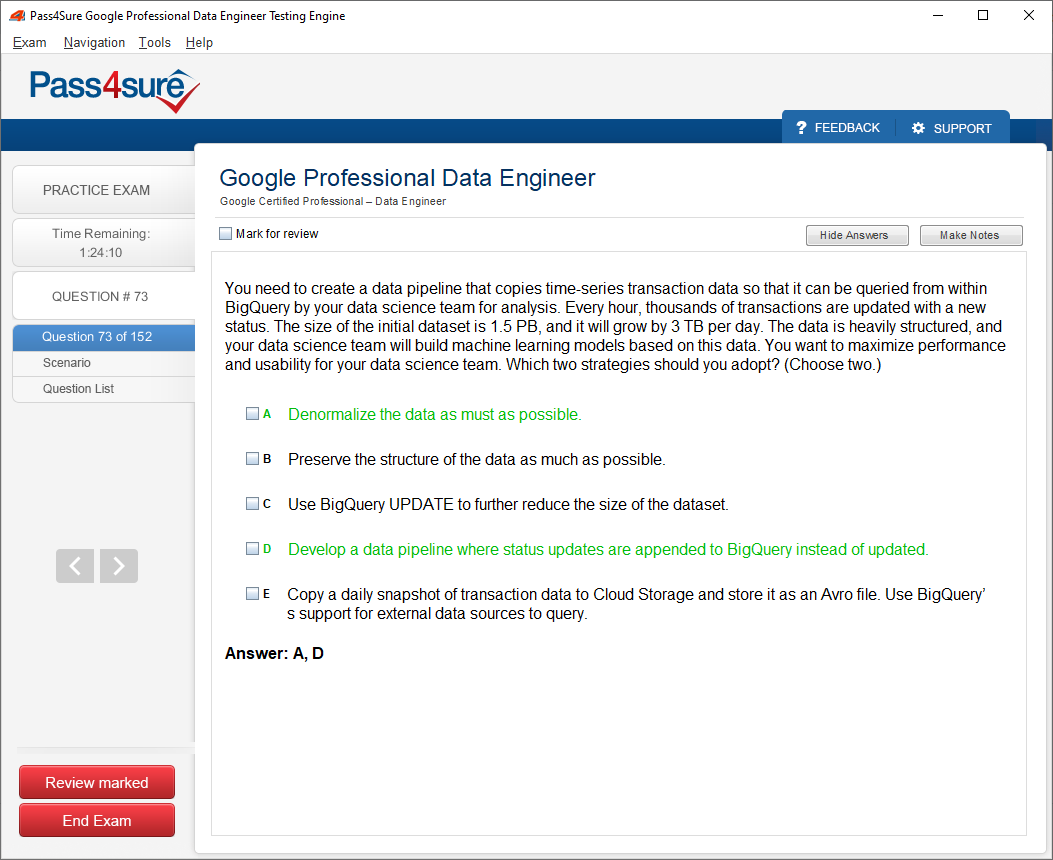 Pass4Sure Google Professional Data Engineer Testing Engine
Exam Navigation Tools Help
Pass4sure
? FEEDBACK SUPPORT
PRACTICE EXAM
Time Remaining:
1:24:10
QUESTION # 73
Question 73 of 152
Scenario
Question List
Google Professional Data Engineer
Google Certified Professional – Data Engineer
Mark for review
Hide Answers Make Notes
You need to create a data pipeline that copies time-series transaction data so that it can be queried from within
BigQuery by your data science team for analysis. Every hour, thousands of transactions are updated with a new
status. The size of the initial dataset is 1.5 PB, and it will grow by 3 TB per day. The data is heavily structured, and
your data science team will build machine learning models based on this data. You want to maximize performance
and usability for your data science team. Which two strategies should you adopt? (Choose two.)
A Denormalize the data as must as possible.
B Preserve the structure of the data as much as possible.
C Use BigQuery UPDATE to further reduce the size of the dataset.
D Develop a data pipeline where status updates are appended to BigQuery instead of updated.
E Copy a daily snapshot of transaction data to Cloud Storage and store it as an Avro file. Use BigQuery’
s support for external data sources to query.
Answer: A, D
Review marked
End Exam